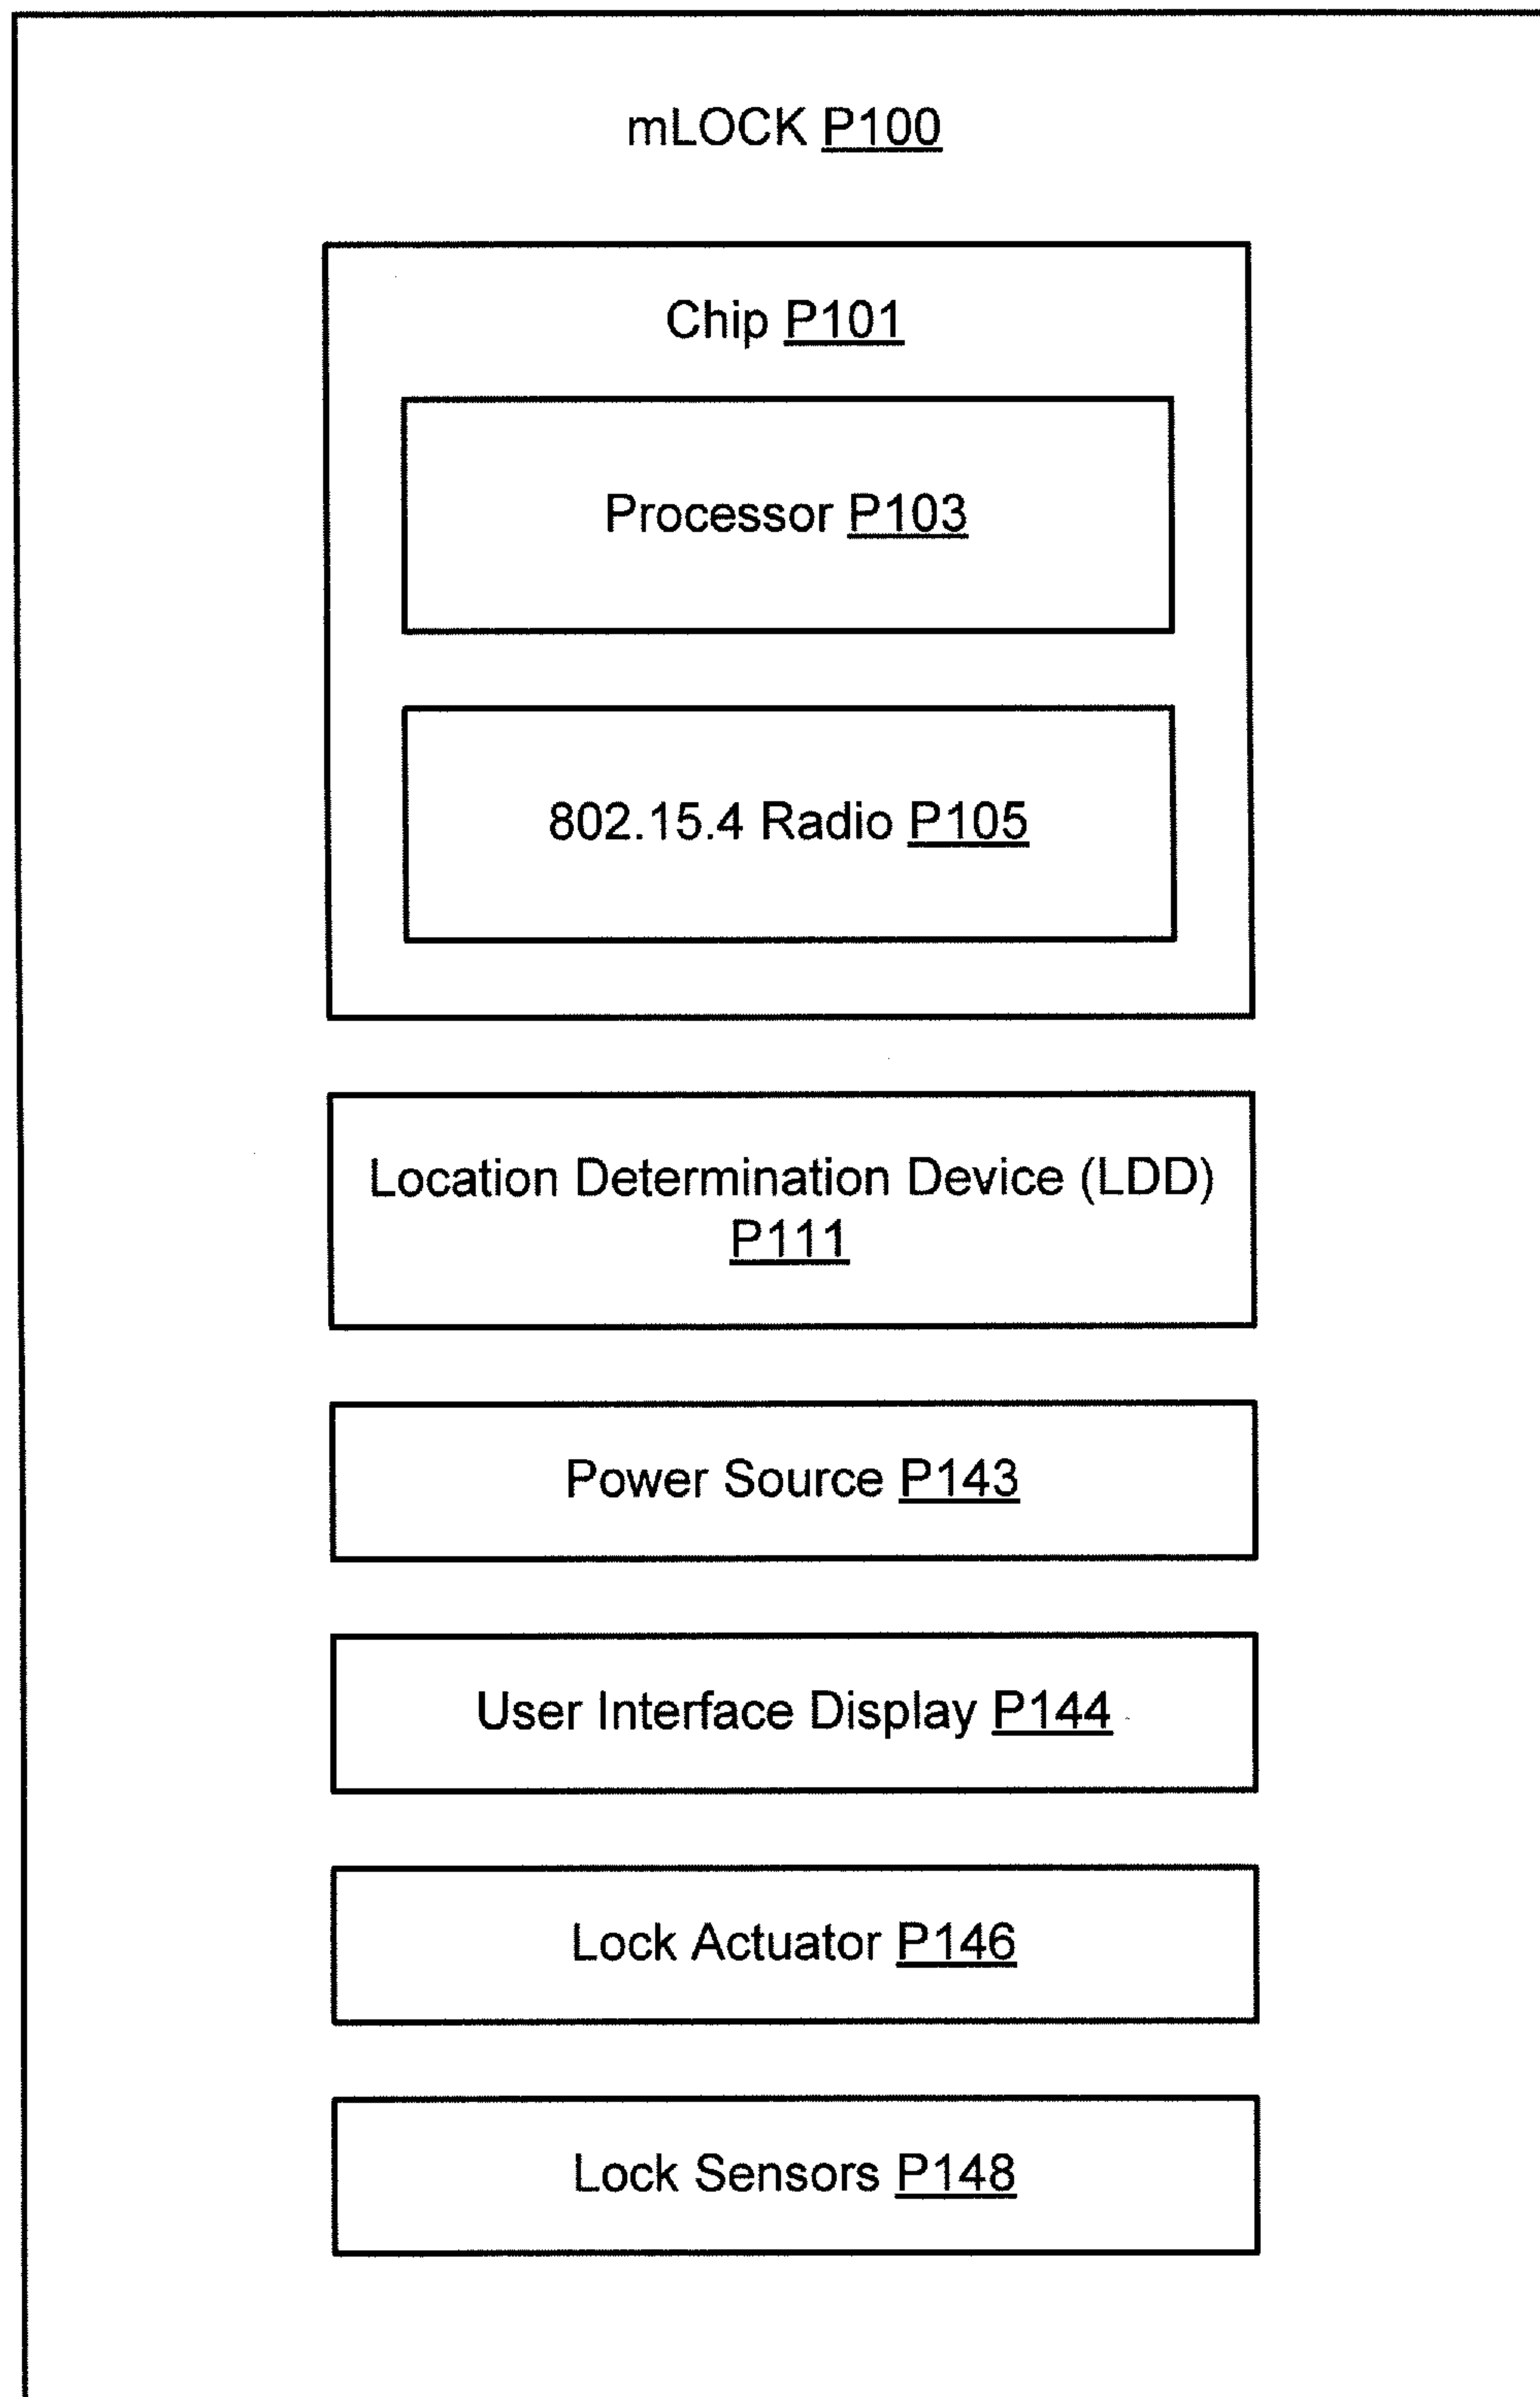 mLOCK P100
Chip P101
Processor P103
802.15.4 Radio P105
Location Determination Device (LDD)
P111
Power Source P143
User Interface Display P144
Lock Actuator P146
Lock Sensors P148